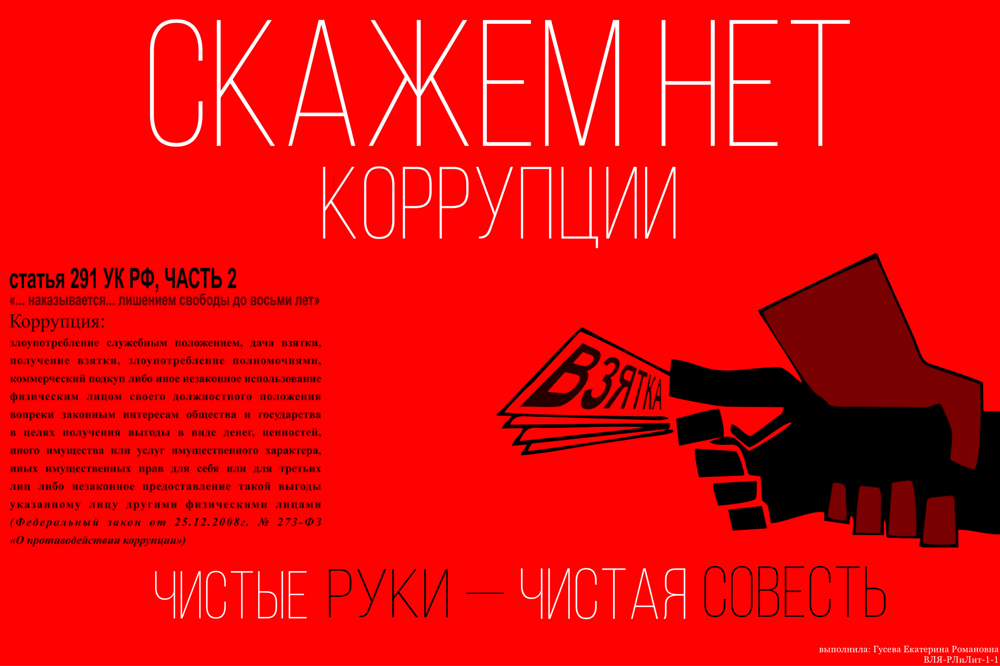 СКАЖЕМ НЕТ
КОРРУПЦИИ
статья 291 УК РФ, ЧАСТЬ 2
«... наказывается... лишением свободы до восьми лет»
Коррупция:
злоупотребление служебным положением, дача взятки,
получение взятки, злоупотребление полномочиями,
коммерческий подкуп либо иное незаконное использование
физическим лицом своего должностного положения
вопреки законным интересам общества и государства
в целях получения выгоды в виде денег, ценностей,
иного имущества или услуг имущественного характера,
иных имущественных прав для себя или для третьих
лиц либо незаконное предоставление такой выгоды
указанному лицу другими физическими лицами
(Федеральный закон от 25.12.2008г. № 273-ФЗ
«О противодействии коррупции»)
ВЗЯТКА
ЧИСТЫЕ РУКИ — ЧИСТАЯ СОВЕСТЬ
выполнила: Гусева Екатерина Романовна
ВЛЯ-РЛиЛит-1-1